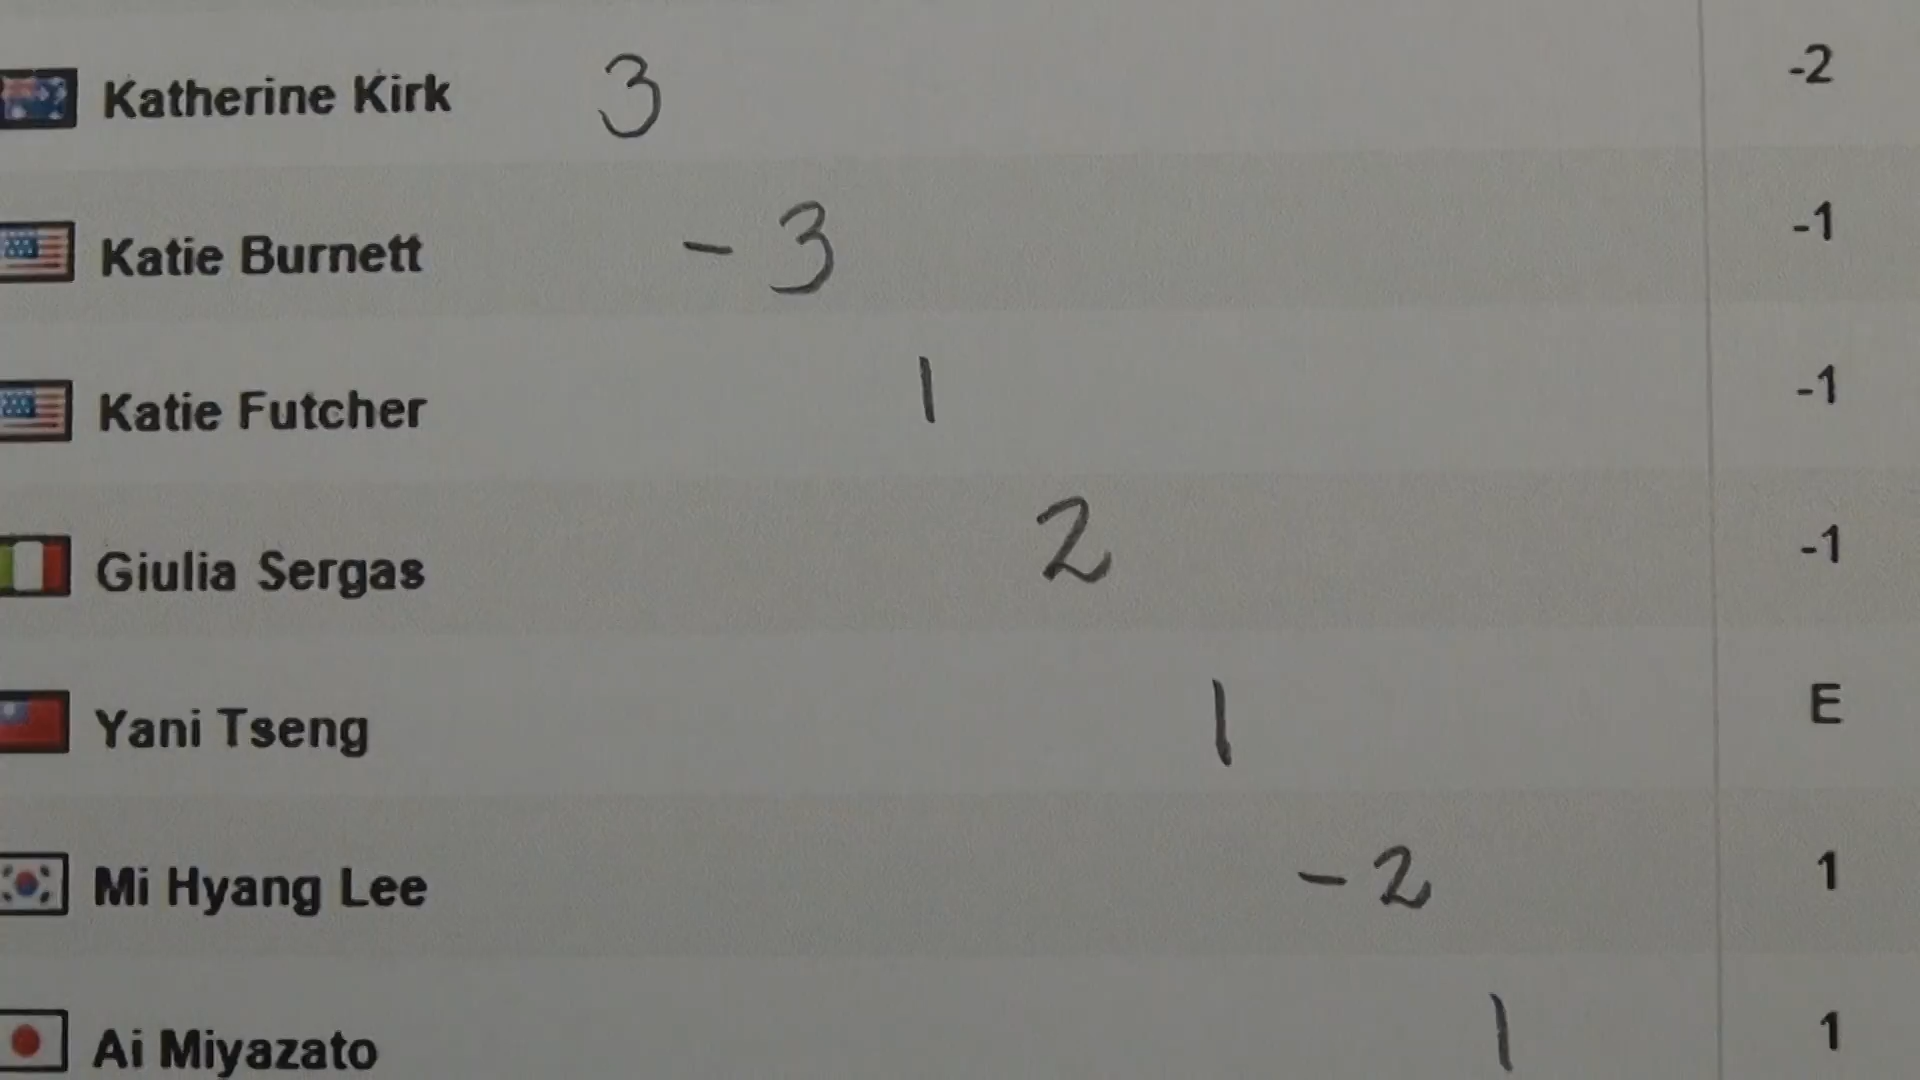 Katherine Kirk 3 -2
Katie Burnett - 3 -1
Katie Futcher 1 -1
Giulia Sergas 2 -1
Yani Tseng 1 E
Mi Hyang Lee - 2 1
Ai Miyazato 1 1